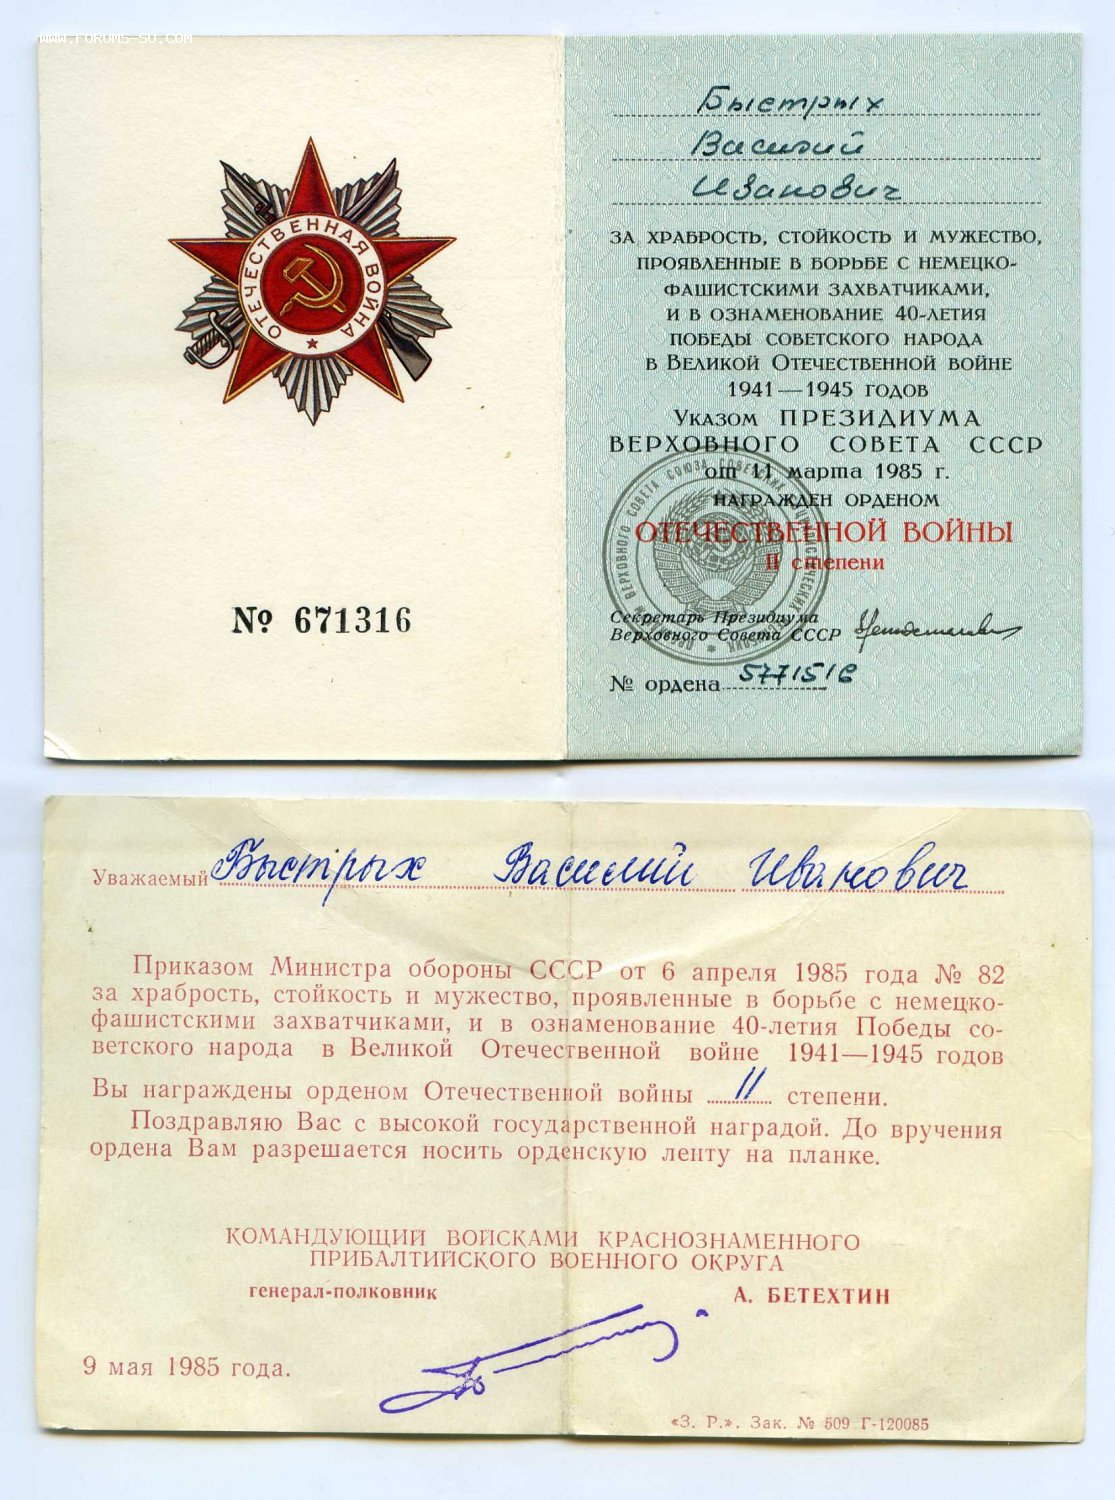 WWW.FORUMS-SU.COM
Быстрых
Василий
Иванович
ОТЕЧЕСТВЕННАЯ ВОЙНА
ЗА ХРАБРОСТЬ, СТОЙКОСТЬ И МУЖЕСТВО,
ПРОЯВЛЕННЫЕ В БОРЬБЕ С НЕМЕЦКО-
ФАШИСТСКИМИ ЗАХВАТЧИКАМИ,
И В ОЗНАМЕНОВАНИЕ 40-ЛЕТИЯ
ПОБЕДЫ СОВЕТСКОГО НАРОДА
В ВЕЛИКОЙ ОТЕЧЕСТВЕННОЙ ВОЙНЕ
1941—1945 ГОДОВ
УКАЗОМ ПРЕЗИДИУМА
ВЕРХОВНОГО СОВЕТА СССР
от 11 марта 1985 г.
НАГРАЖДЕН ОРДЕНОМ
ОТЕЧЕСТВЕННОЙ ВОЙНЫ
II степени
№ 671316
Секретарь Президиума
Верховного Совета СССР
№ ордена 5771516
Уважаемый Быстрых Василий Иванович
Приказом Министра обороны СССР от 6 апреля 1985 года № 82
за храбрость, стойкость и мужество, проявленные в борьбе с немецко-
фашистскими захватчиками, и в ознаменование 40-летия Победы со-
ветского народа в Великой Отечественной войне 1941—1945 годов
Вы награждены орденом Отечественной войны II степени.
Поздравляю Вас с высокой государственной наградой. До вручения
ордена Вам разрешается носить орденскую ленту на планке.
КОМАНДУЮЩИЙ ВОЙСКАМИ КРАСНОЗНАМЕННОГО
ПРИБАЛТИЙСКОГО ВОЕННОГО ОКРУГА
генерал-полковник А. БЕТЕХТИН
9 мая 1985 года.
«З. Р.». Зак. № 509 Г-120085